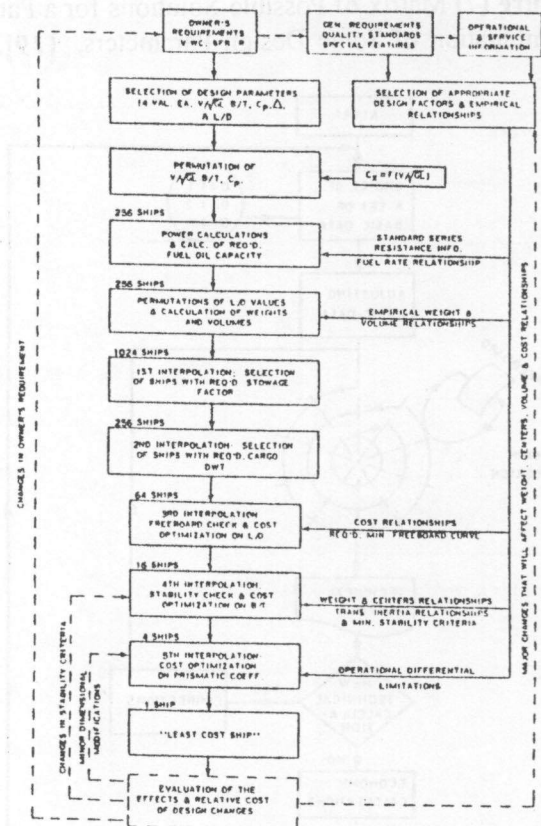 OWNER'S
REQUIREMENTS
V WC, SFR R
GEN. REQUIREMENTS
QUALITY STANDARDS
SPECIAL FEATURES
OPERATIONAL
& SERVICE
INFORMATION
SELECTION OF DESIGN PARAMETERS
14 VAL. EA. V/√gL B/T, Cp, Δ,
A L/D
SELECTION OF APPROPRIATE
DESIGN FACTORS & EMPIRICAL
RELATIONSHIPS
PERMUTATION OF
V/√gL B/T, Cp,
Cx = F (V/√gL)
236 SHIPS
POWER CALCULATIONS
& CALC. OF REQ'D.
FUEL OIL CAPACITY
STANDARD SERIES
RESISTANCE INFO.
FUEL RATE RELATIONSHIP
256 SHIPS
PERMUTATIONS OF L/D VALUES
& CALCULATION OF WEIGHTS
AND VOLUMES
EMPIRICAL WEIGHT &
VOLUME RELATIONSHIPS
1024 SHIPS
1ST INTERPOLATION: SELECTION
OF SHIPS WITH REQ'D STOWAGE
FACTOR
256 SHIPS
2ND INTERPOLATION- SELECTION
OF SHIPS WITH REQ'D. CARGO
DWT
64 SHIPS
3RD INTERPOLATION
FREEBOARD CHECK & COST
OPTIMIZATION ON L/D
COST RELATIONSHIPS
REQ'D. MIN. FREEBOARD CURVE
16 SHIPS
4TH INTERPOLATION-
STABILITY CHECK & COST
OPTIMIZATION ON B/T
WEIGHT & CENTERS RELATIONSHIPS
TRANS. INERTIA RELATIONSHIPS
& MIN. STABILITY CRITERIA
4 SHIPS
5TH INTERPOLATION-
COST OPTIMIZATION
ON PRISMATIC COEFF.
OPERATIONAL DIFFERENTIAL
LIMITATIONS
1 SHIP
"LEAST COST SHIP"
EVALUATION OF THE
EFFECTS & RELATIVE COST
OF DESIGN CHANGES
CHANGES IN OWNER'S REQUIREMENT
CHANGES IN STABILITY CRITERIA
MINOR DIMENSIONAL
MODIFICATIONS
MAJOR CHANGES THAT WILL AFFECT WEIGHT, CENTERS, VOLUME & COST RELATIONSHIPS